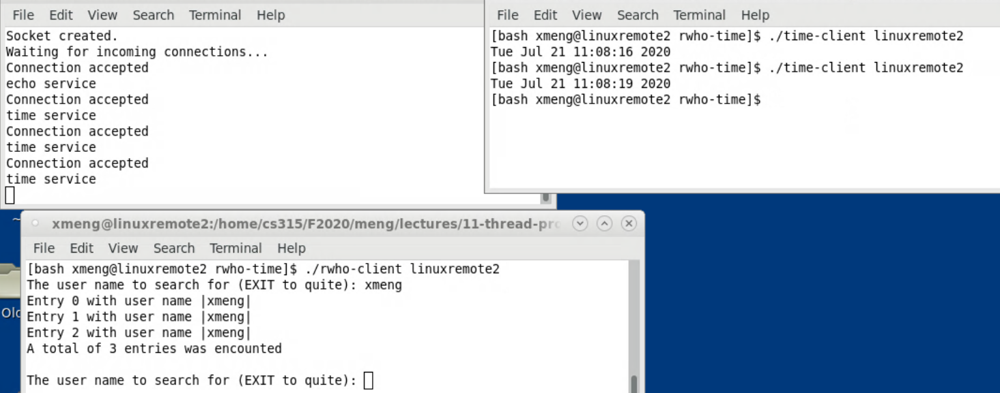 File Edit View Search Terminal Help
Socket created.
Waiting for incoming connections...
Connection accepted
echo service
Connection accepted
time service
Connection accepted
time service
Connection accepted
time service
File Edit View Search Terminal Help
[bash xmeng@linuxremote2 rwho-time]$ ./time-client linuxremote2
Tue Jul 21 11:08:16 2020
[bash xmeng@linuxremote2 rwho-time]$ ./time-client linuxremote2
Tue Jul 21 11:08:19 2020
[bash xmeng@linuxremote2 rwho-time]$
~
Old
xmeng@linuxremote2:/home/cs315/F2020/meng/lectures/11-thread-pro
File Edit View Search Terminal Help
[bash xmeng@linuxremote2 rwho-time]$ ./rwho-client linuxremote2
The user name to search for (EXIT to quite): xmeng
Entry 0 with user name |xmeng|
Entry 1 with user name |xmeng|
Entry 2 with user name |xmeng|
A total of 3 entries was encounted
The user name to search for (EXIT to quite):